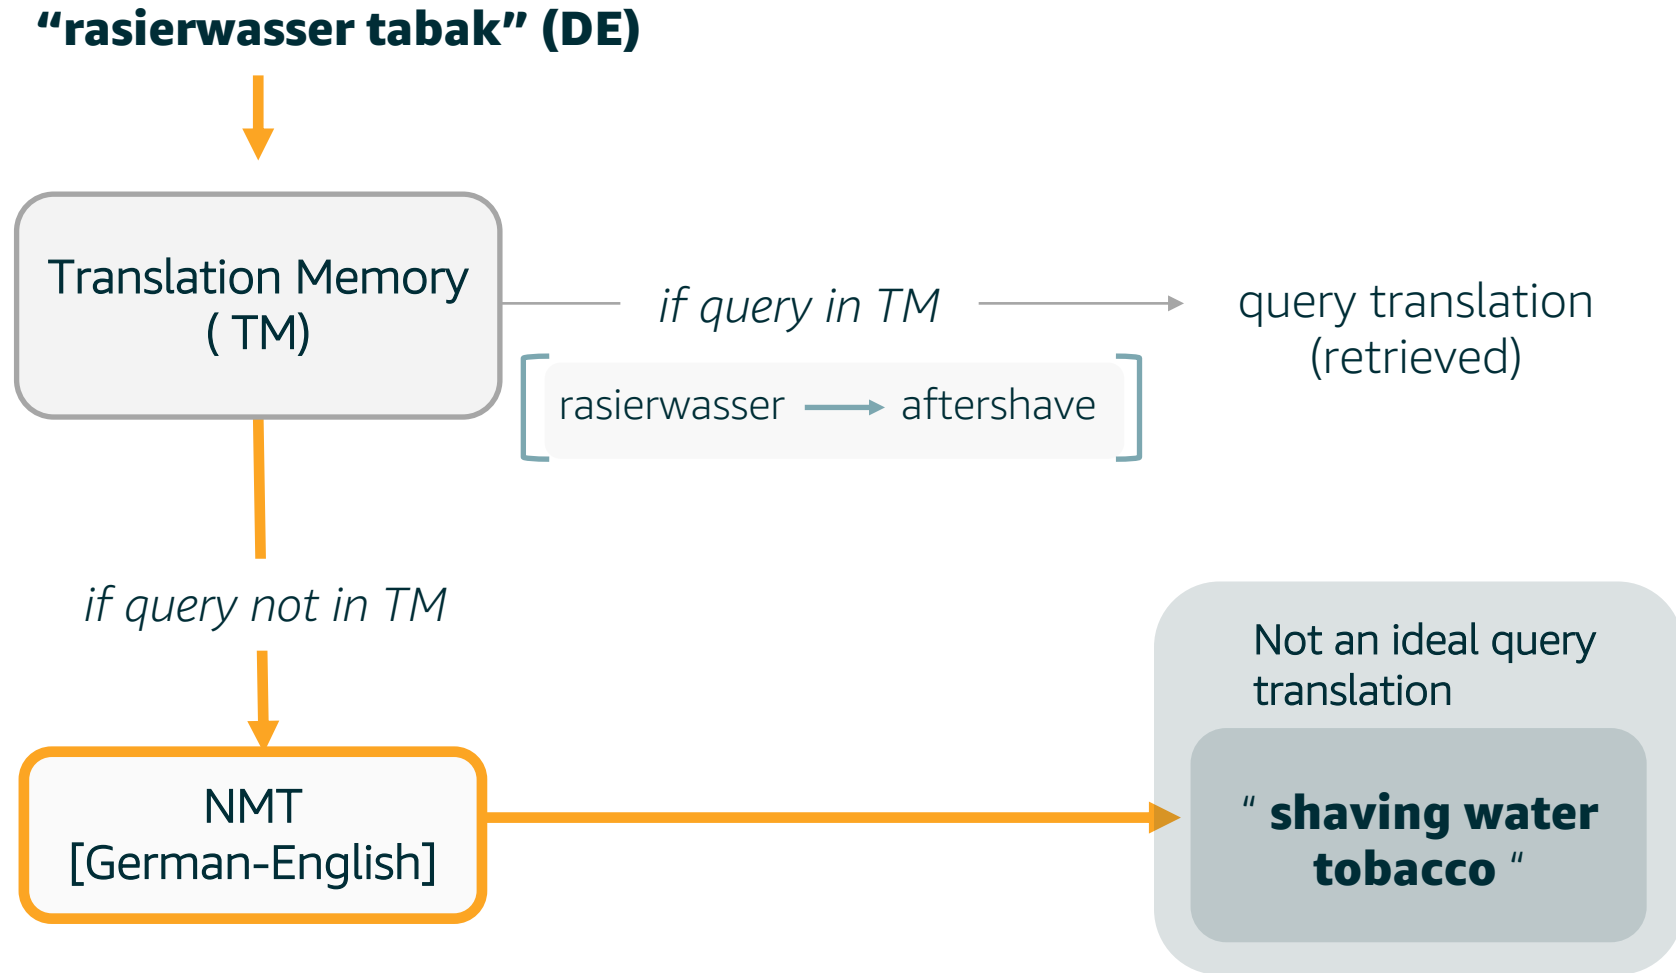 “rasierwasser tabak” (DE)
Translation Memory
( TM)
if query in TM
query translation
(retrieved)
rasierwasser
aftershave
if query not in TM
NMT
[German-English]
Not an ideal query
translation
“ shaving water
tobacco “